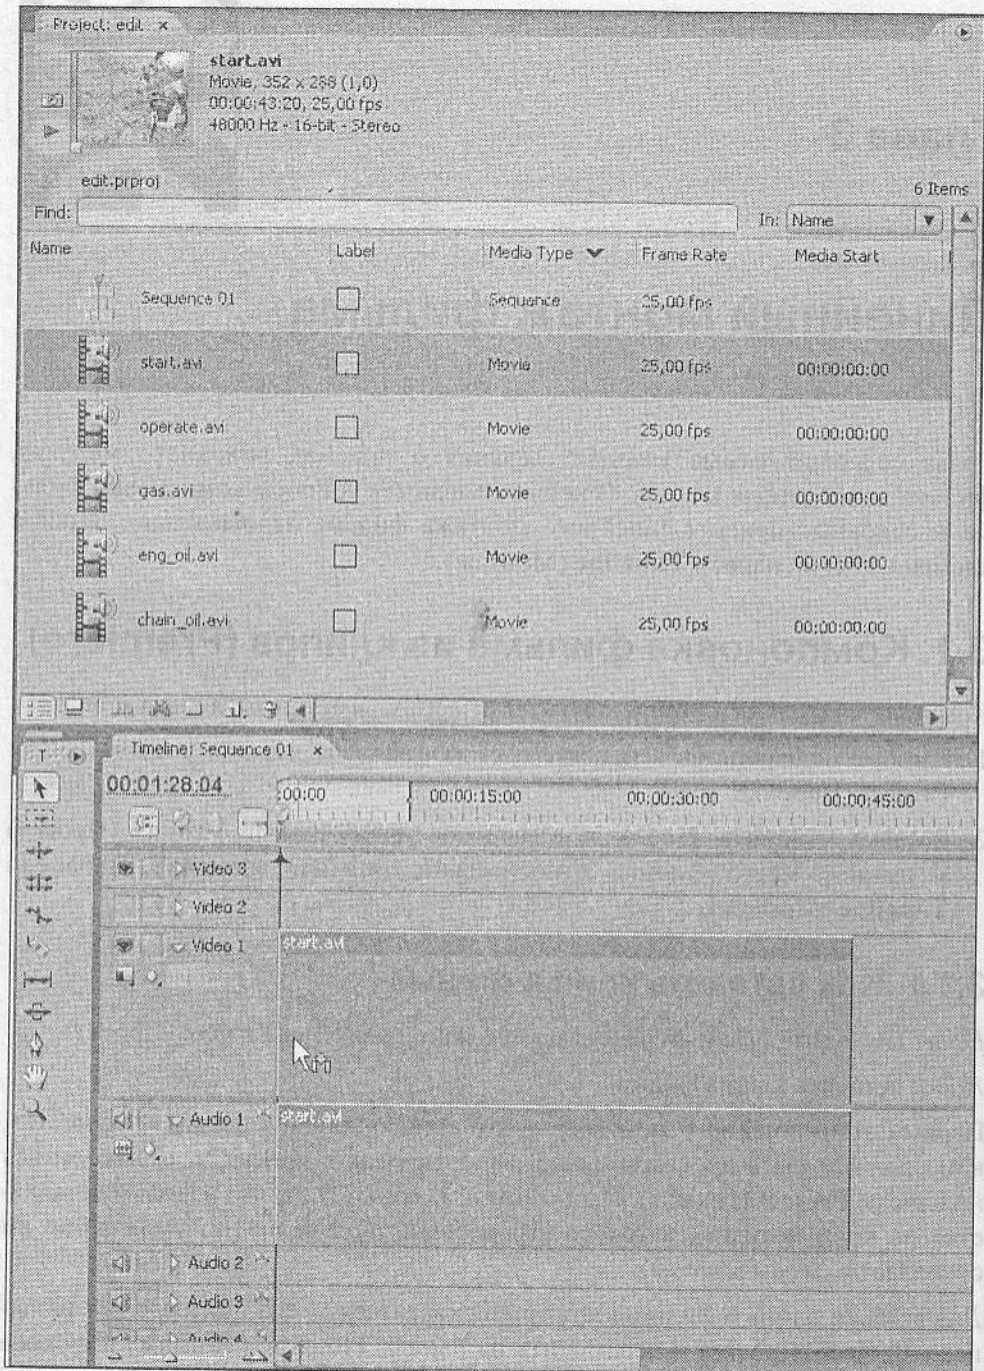 Project: edit ×
start.avi
Movie, 352 x 288 (1,0)
00:00:43:20, 25,00 fps
48000 Hz - 16-bit - Stereo
edit.prproj
6 Items
Find:
In: Name
Name Label Media Type Frame Rate Media Start
Sequence 01 Sequence 25,00 fps
start.avi Movie 25,00 fps 00:00:00:00
operate.avi Movie 25,00 fps 00:00:00:00
gas.avi Movie 25,00 fps 00:00:00:00
eng_oil.avi Movie 25,00 fps 00:00:00:00
chain_oil.avi Movie 25,00 fps 00:00:00:00
T
Timeline: Sequence 01 ×
00:01:28:04
:00:00 00:00:15:00 00:00:30:00 00:00:45:00
Video 3
Video 2
Video 1
start.avi
Audio 1
start.avi
Audio 2
Audio 3
Audio 4